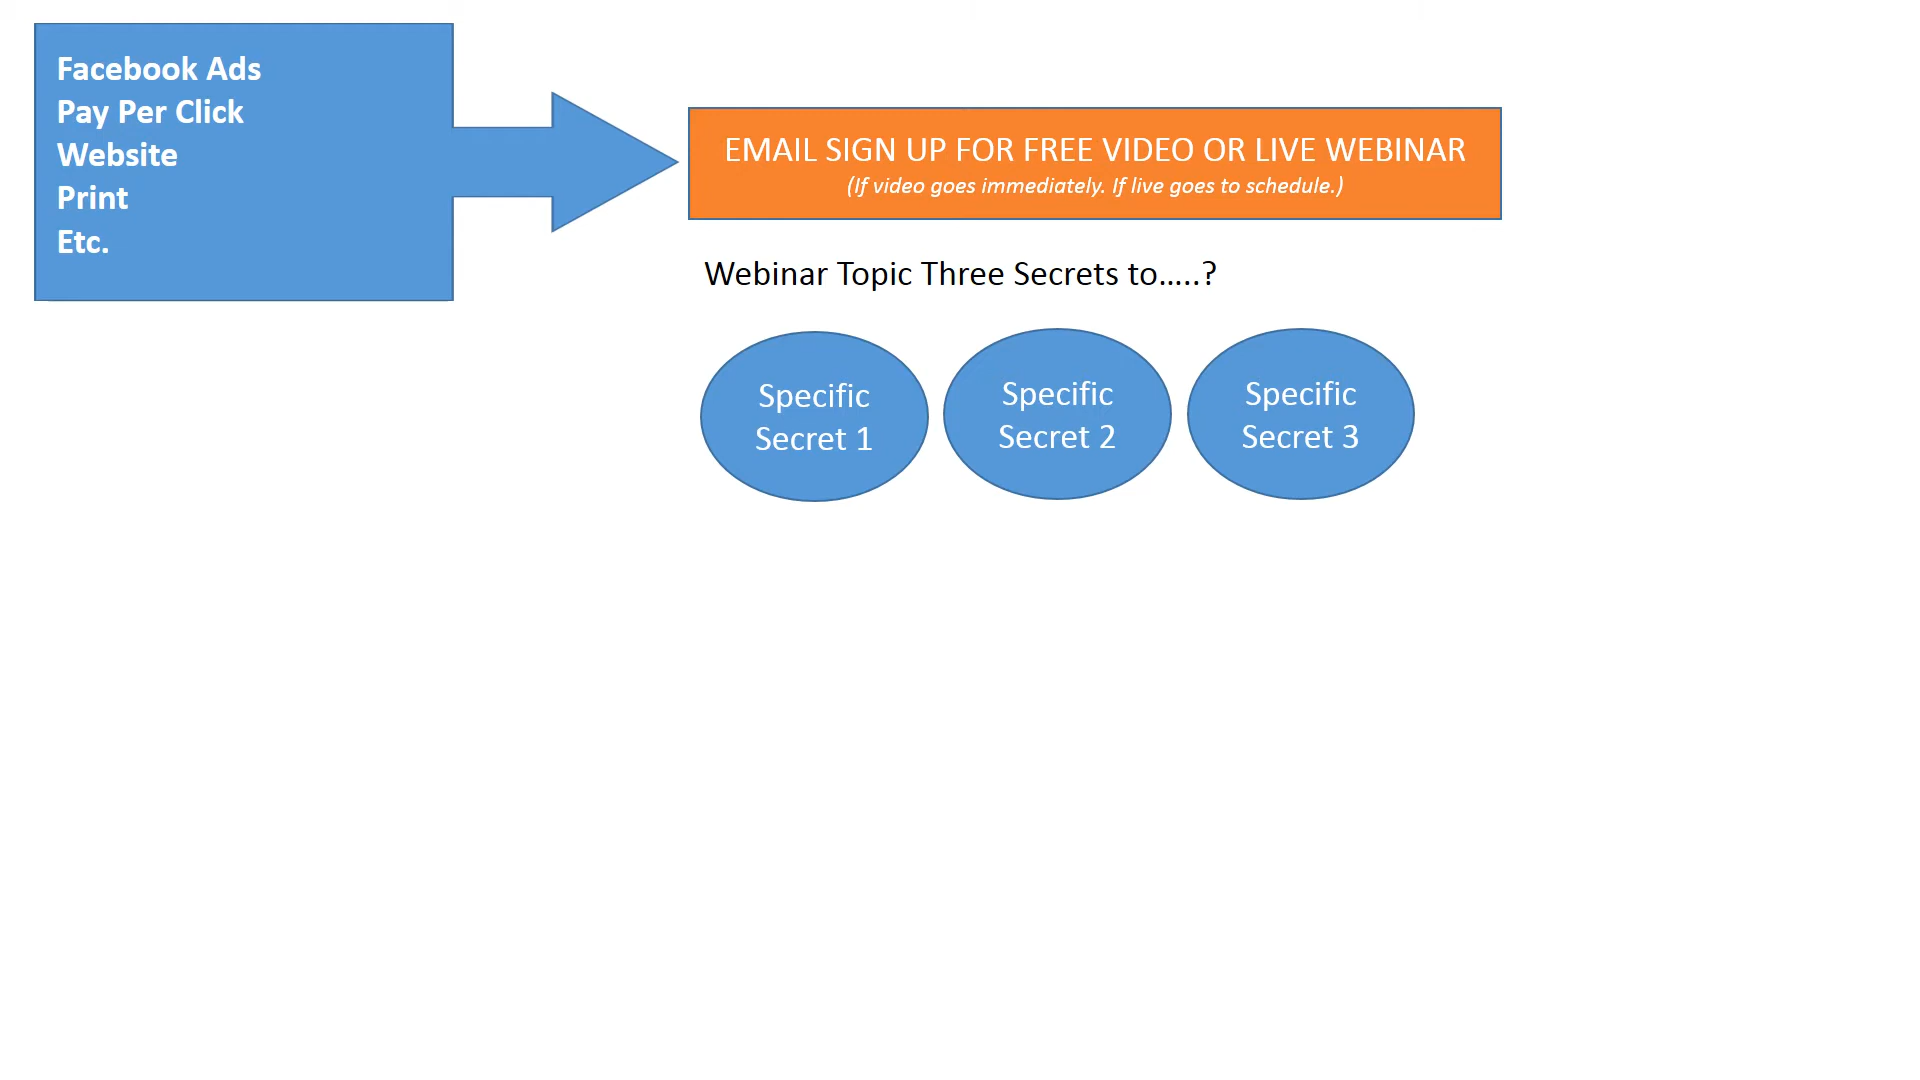 Facebook Ads
Pay Per Click
Website
Print
Etc.
EMAIL SIGN UP FOR FREE VIDEO OR LIVE WEBINAR
(If video goes immediately. If live goes to schedule.)
Webinar Topic Three Secrets to…..?
Specific
Secret 1
Specific
Secret 2
Specific
Secret 3